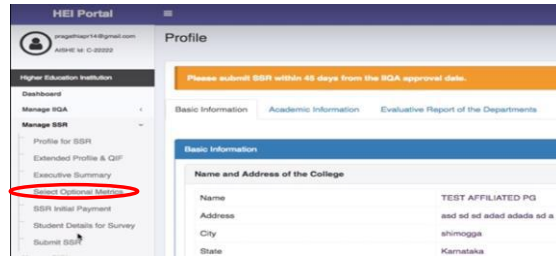 HEI Portal
pragathiapr14@gmail.com
AISHE Id: C-22222
Higher Education Institution
Dashboard
Manage IIQA
Manage SSR
Profile for SSR
Extended Profile & QIF
Executive Summary
Select Optional Metrics
SSR Initial Payment
Student Details for Survey
Submit SSR
Profile
Please submit SSR within 45 days from the IIQA approval date.
Basic Information Academic Information Evaluative Report of the Departments
Basic Information
Name and Address of the College
Name TEST AFFILIATED PG
Address asd sd sd adad adada sd a
City shimogga
State Karnataka